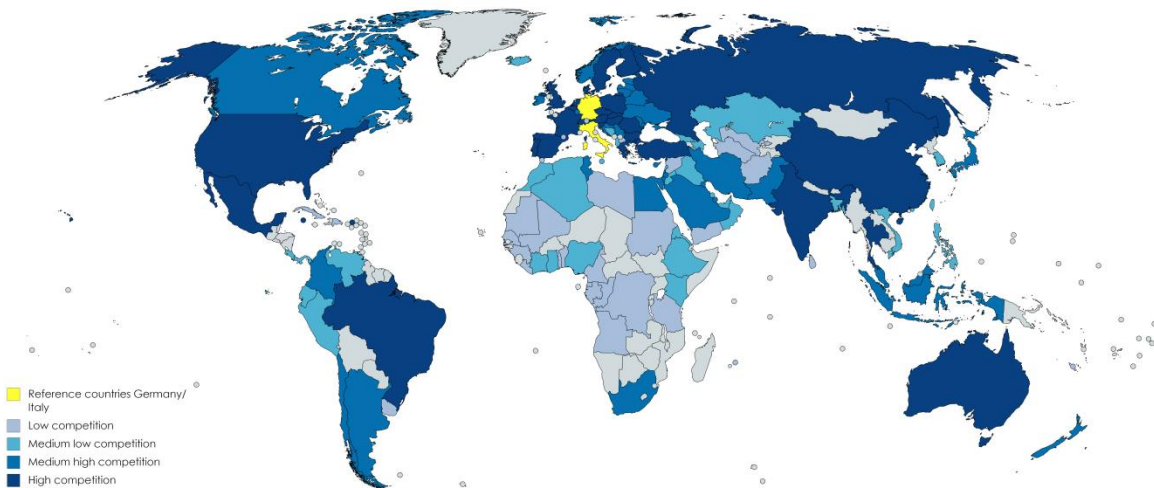 Reference countries Germany/
Italy
Low competition
Medium low competition
Medium high competition
High competition